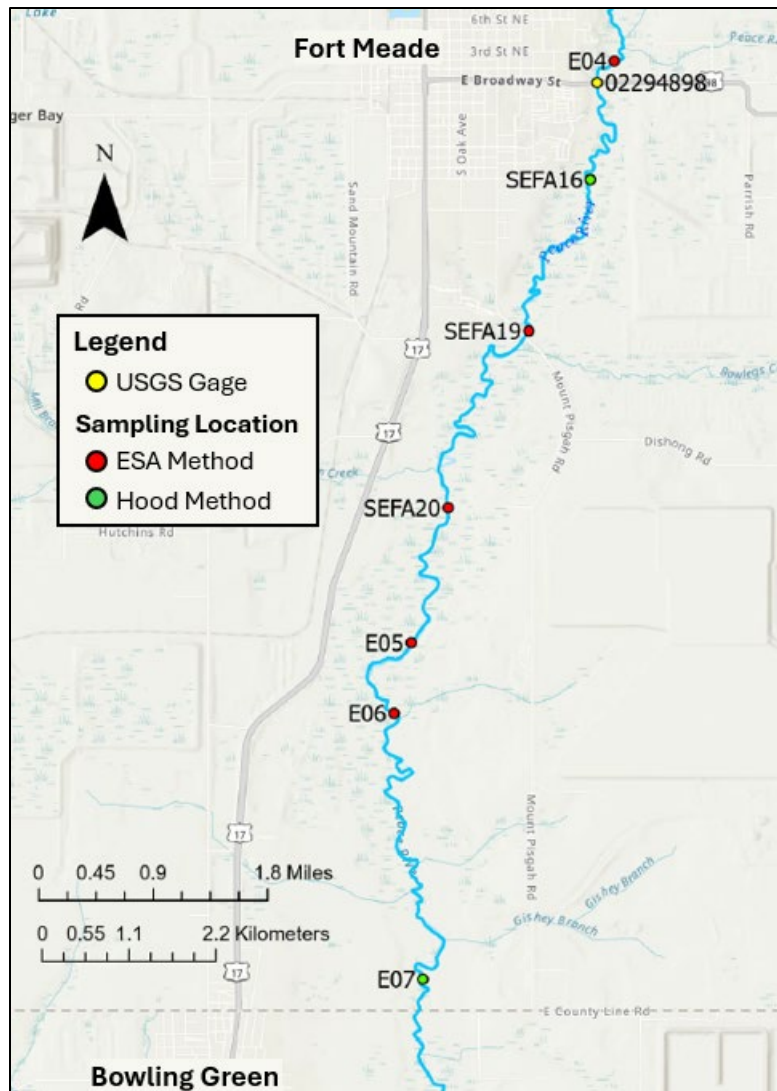 Lake
6th St NE
Fort Meade
3rd St NE
Peace Ri
E04
E Broadway St
02294898
98
ger Bay
N
S Oak Ave
SEFA16
Sand Mountain Rd
Parrish Rd
Peace River
Rd
SEFA19
Legend
17
USGS Gage
Bowlegs C
Sampling Location
Mount Pisgah Rd
17
ESA Method
Dishong Rd
Creek
Hood Method
SEFA20
Hutchins Rd
E05
E06
Mount Pisgah Rd
17
0 0.45 0.9 1.8 Miles
Gishey Branch
Gishey Branch
0 0.55 1.1 2.2 Kilometers
17
E07
E County Line Rd
Bowling Green